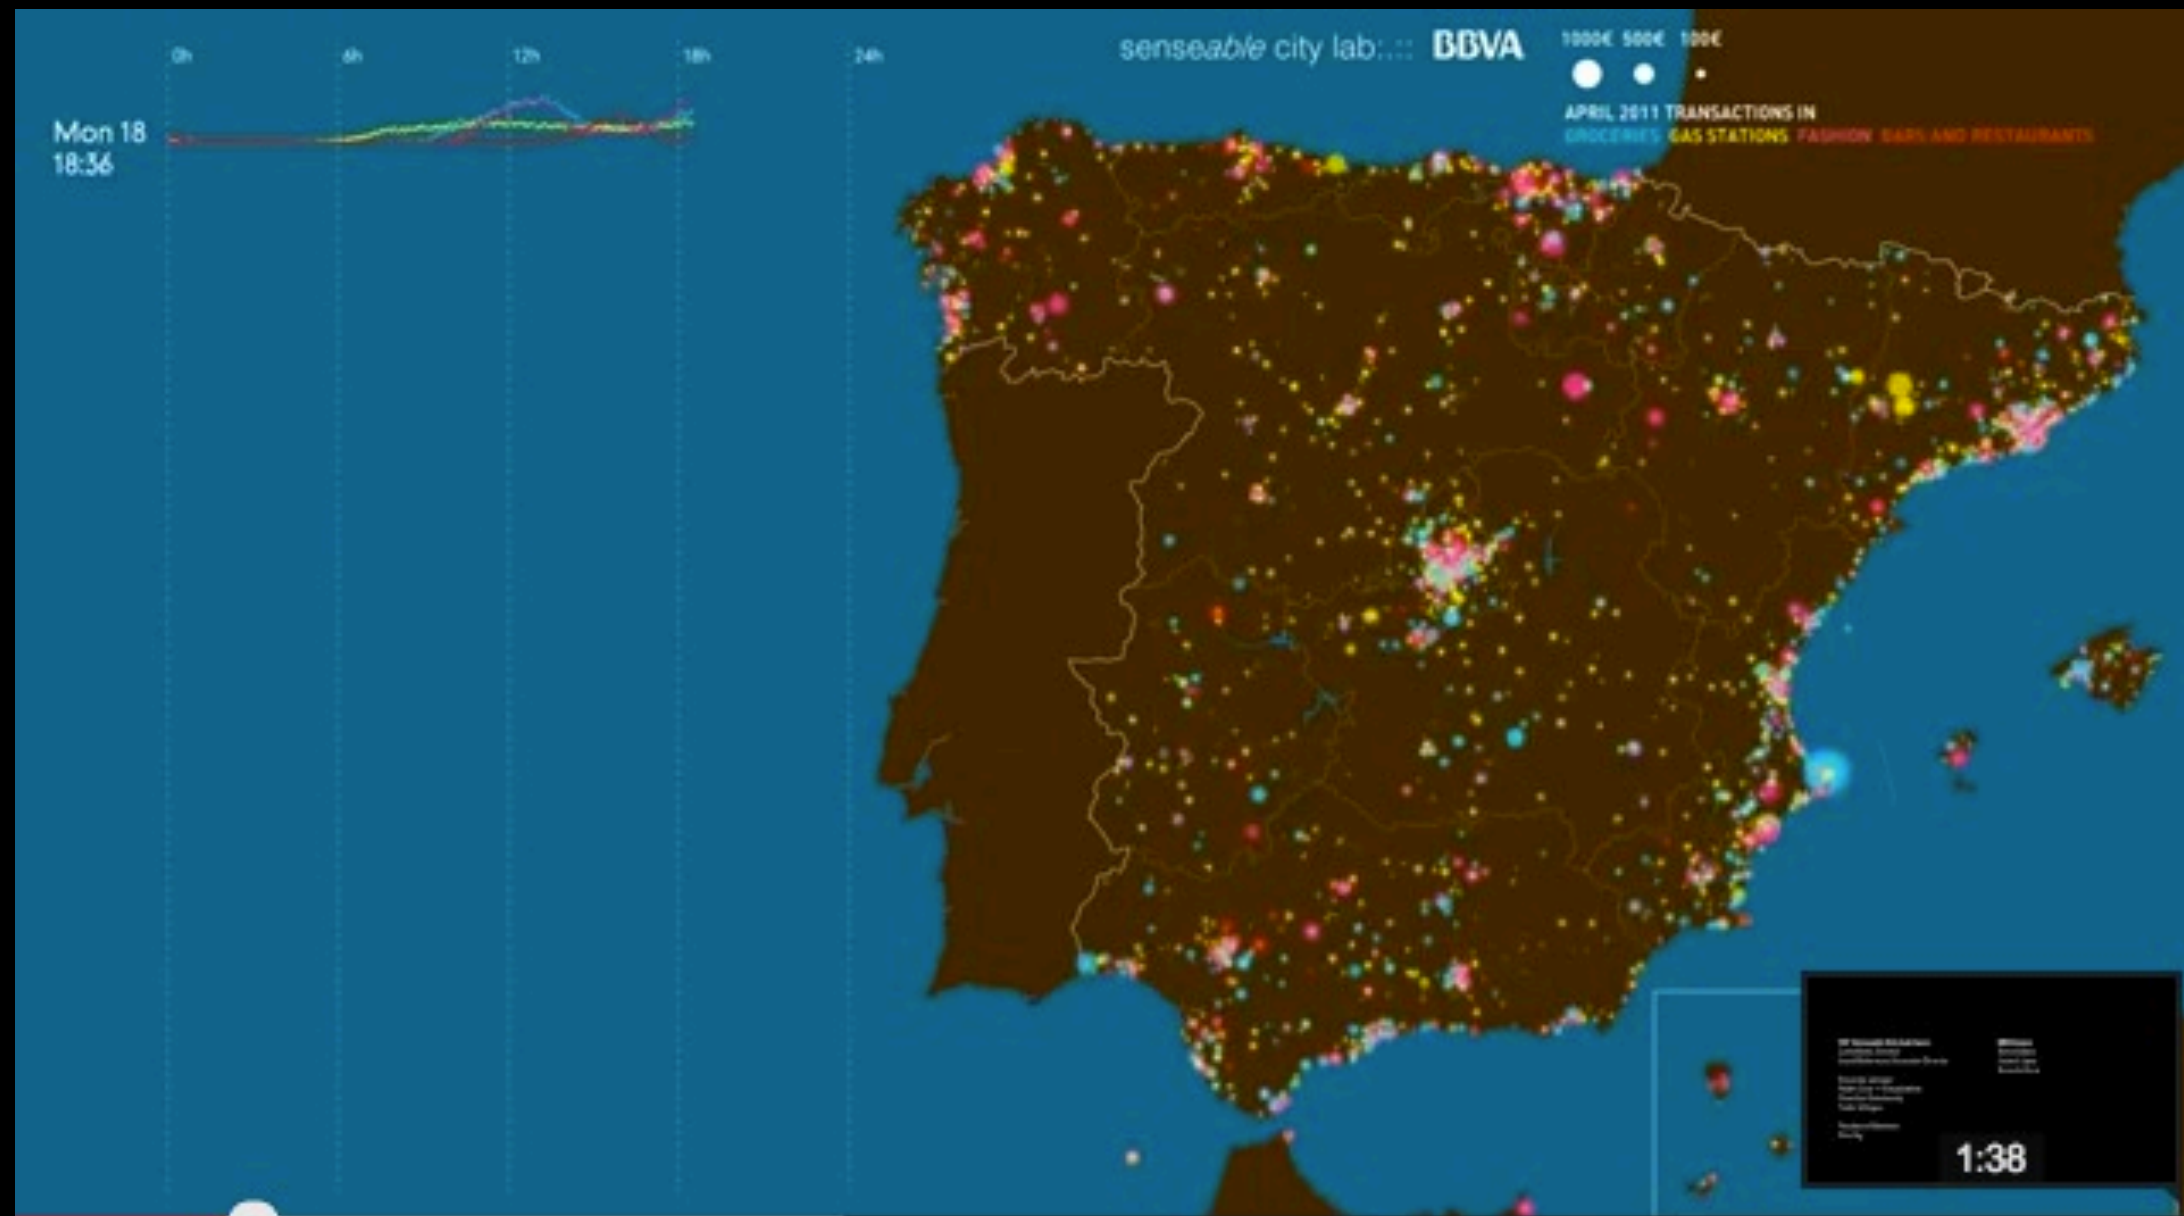 0h 6h 12h 18h 24h
Mon 18
18:36
senseable city lab:.:: BBVA
1000€ 500€ 100€
APRIL 2011 TRANSACTIONS IN
GROCERIES GAS STATIONS FASHION BARS AND RESTAURANTS
1:38